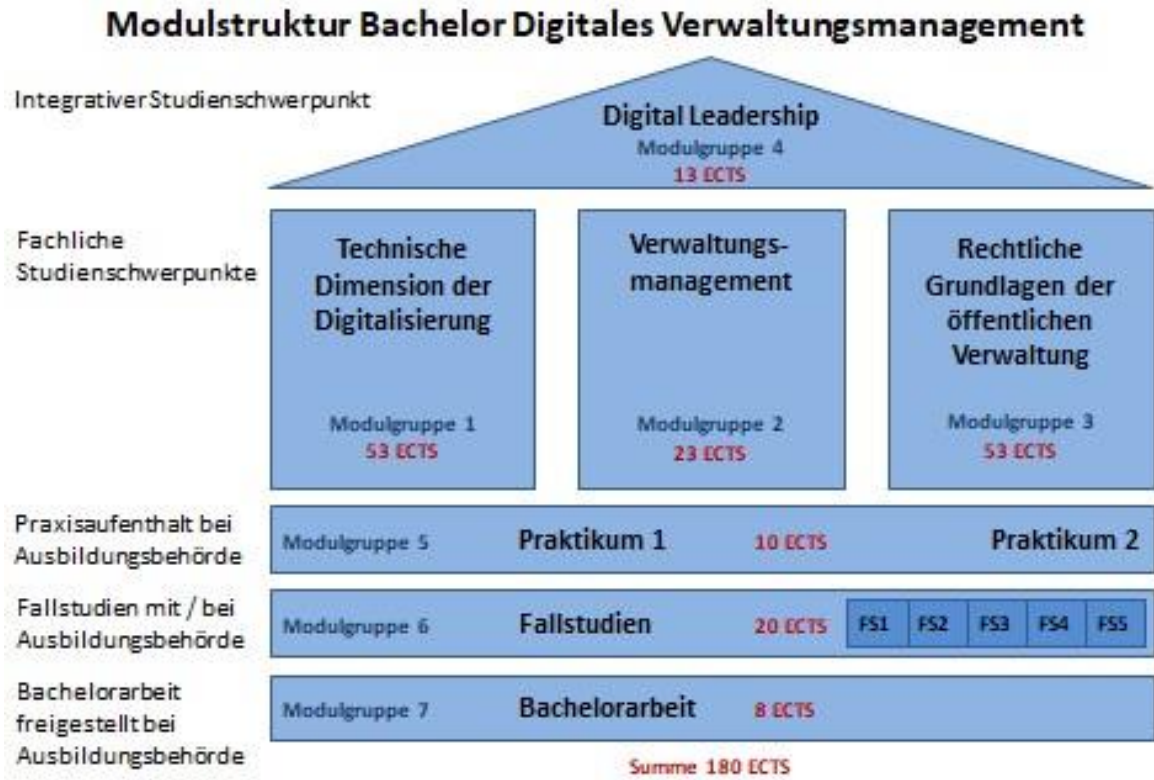 Modulstruktur Bachelor Digitales Verwaltungsmanagement
Integrativer Studienschwerpunkt
Digital Leadership
Modulgruppe 4
13 ECTS
Fachliche
Studienschwerpunkte
Technische
Dimension der
Digitalisierung
Modulgruppe 1
53 ECTS
Verwaltungs-
management
Modulgruppe 2
23 ECTS
Rechtliche
Grundlagen der
öffentlichen
Verwaltung
Modulgruppe 3
53 ECTS
Praxisaufenthalt bei
Ausbildungsbehörde
Modulgruppe 5 Praktikum 1 10 ECTS Praktikum 2
Fallstudien mit / bei
Ausbildungsbehörde
Modulgruppe 6 Fallstudien 20 ECTS FS1 FS2 FS3 FS4 FS5
Bachelorarbeit
freigestellt bei
Ausbildungsbehörde
Modulgruppe 7 Bachelorarbeit 8 ECTS
Summe 180 ECTS